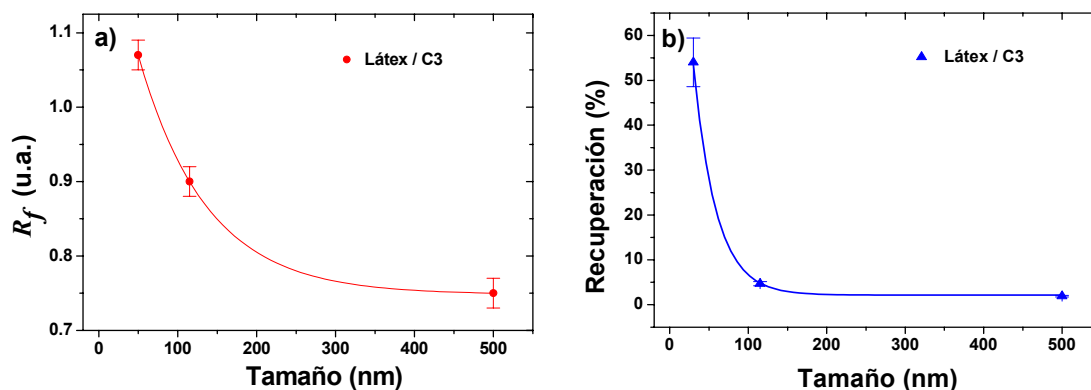 a)
Látex / C3
1.1
1.0
0.9
0.8
0.7
R_f (u.a.)
0 100 200 300 400 500
Tamaño (nm)
b)
Látex / C3
60
50
40
30
20
10
0
Recuperación (%)
0 100 200 300 400 500
Tamaño (nm)